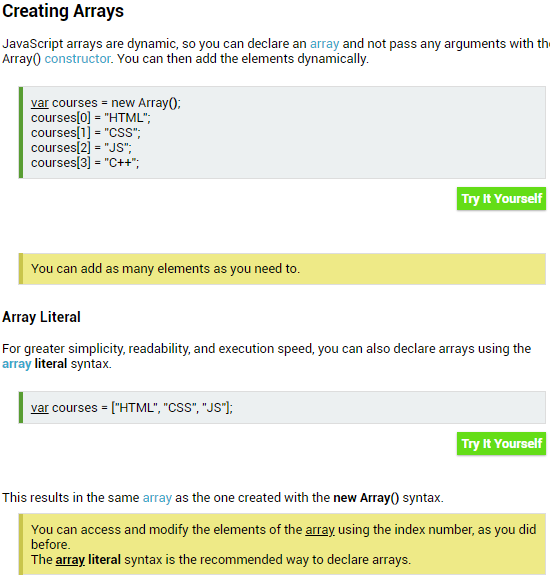 Creating Arrays
JavaScript arrays are dynamic, so you can declare an array and not pass any arguments with
Array() constructor. You can then add the elements dynamically.
var courses = new Array();
courses[0] = "HTML";
courses[1] = "CSS";
courses[2] = "JS";
courses[3] = "C++";
Try It Yourself
You can add as many elements as you need to.
Array Literal
For greater simplicity, readability, and execution speed, you can also declare arrays using the
array literal syntax.
var courses = ["HTML", "CSS", "JS"];
Try It Yourself
This results in the same array as the one created with the new Array() syntax.
You can access and modify the elements of the array using the index number, as you did
before.
The array literal syntax is the recommended way to declare arrays.